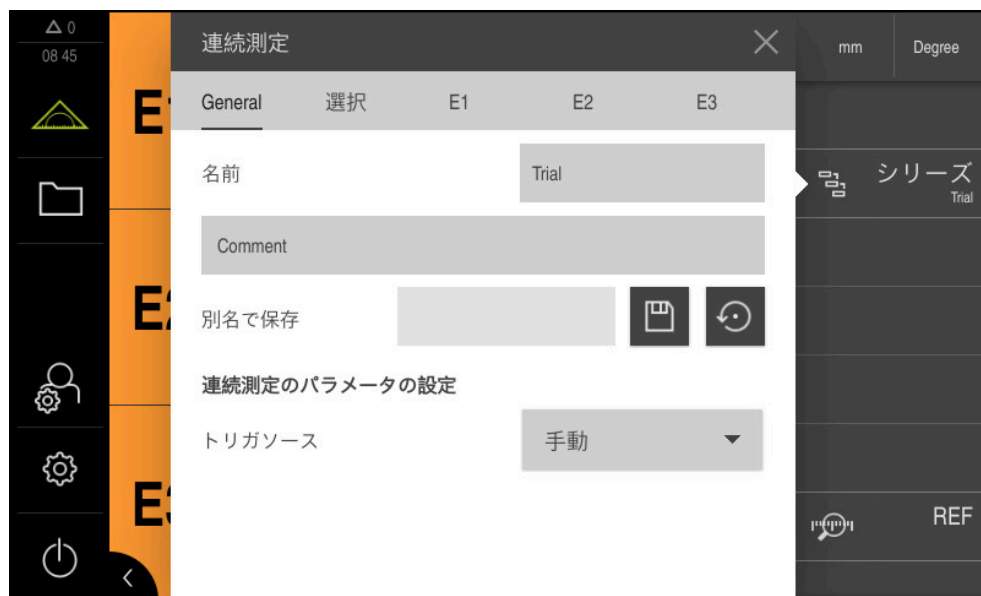 0
08 45
連続測定
mm
Degree
General
選択
E1
E2
E3
名前
Trial
シリーズ
Trial
Comment
別名で保存
連続測定のパラメータの設定
トリガソース
手動
REF